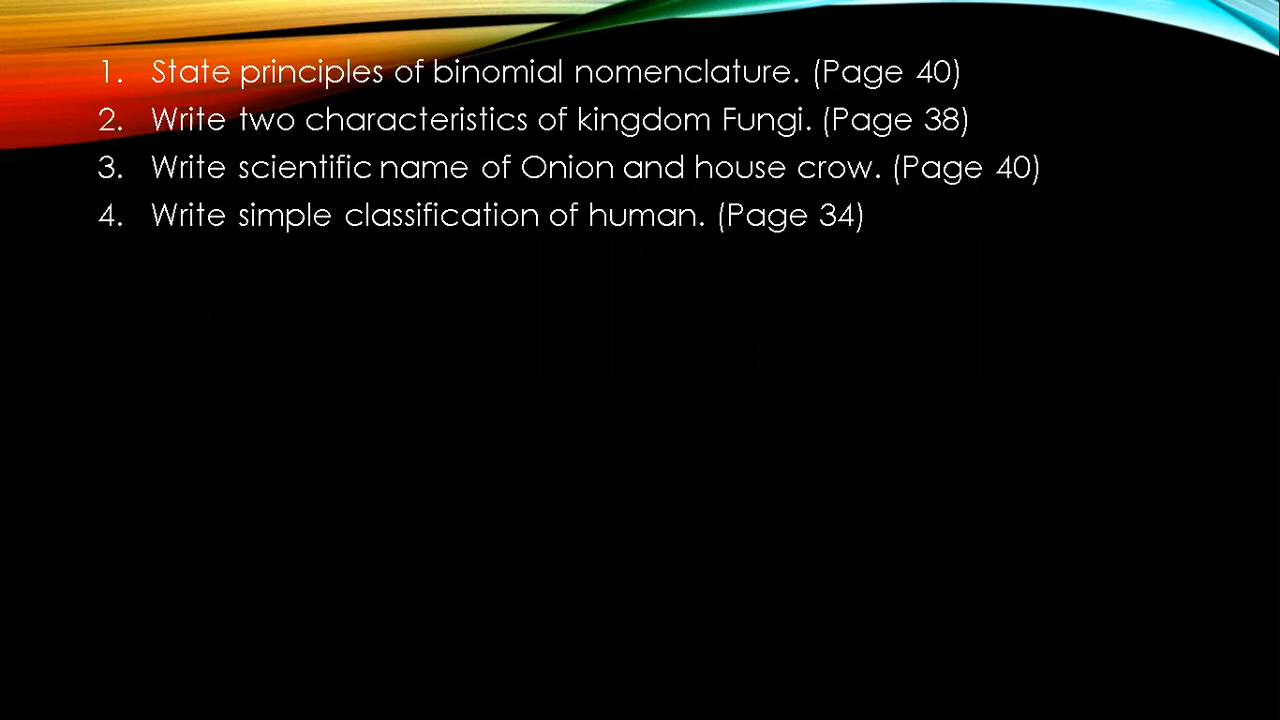 1. State principles of binomial nomenclature. (Page 40)
2. Write two characteristics of kingdom Fungi. (Page 38)
3. Write scientific name of Onion and house crow. (Page 40)
4. Write simple classification of human. (Page 34)